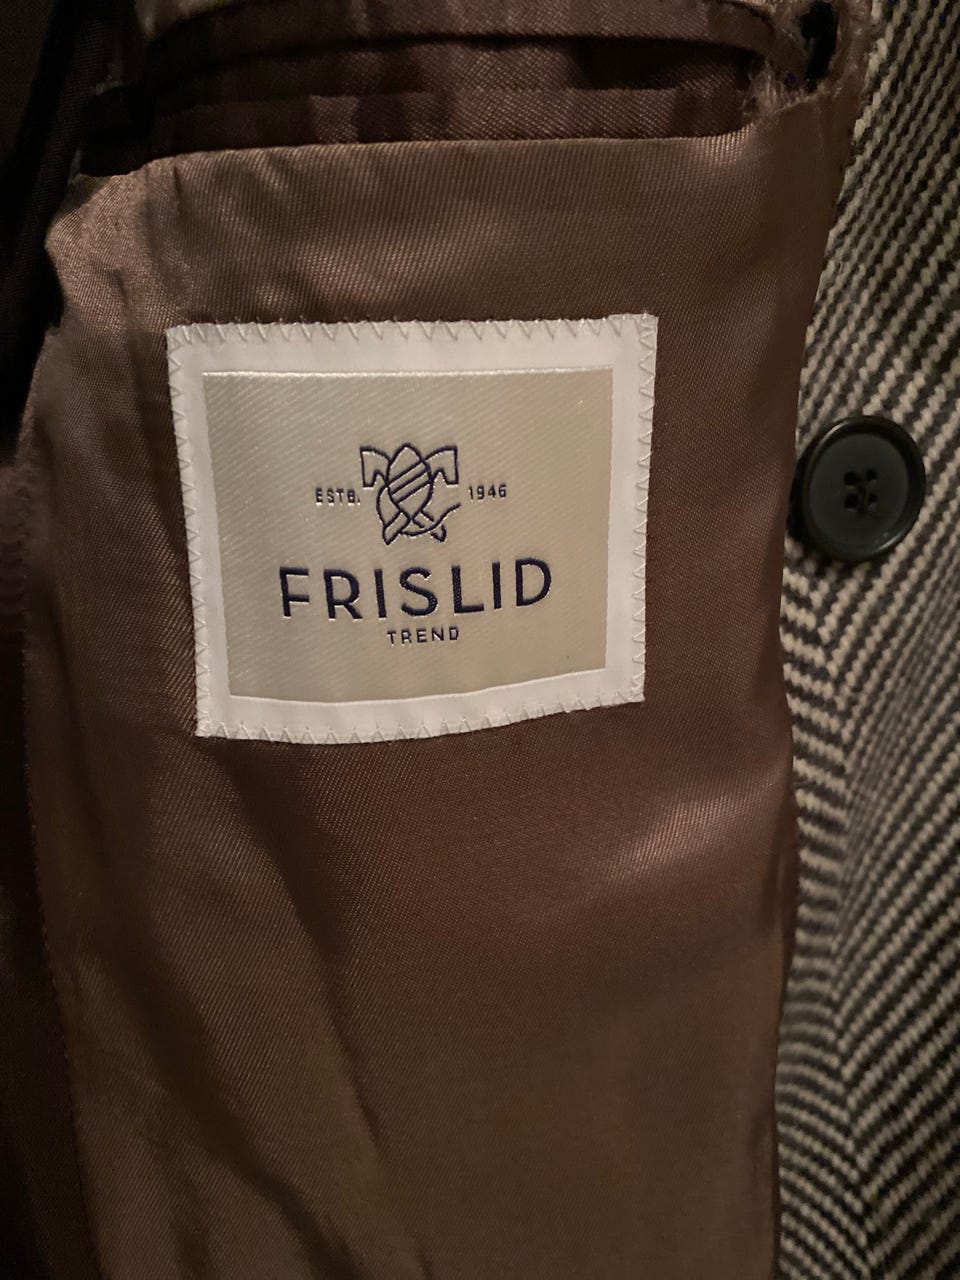 ESTB. 1946
FRISLID
TREND